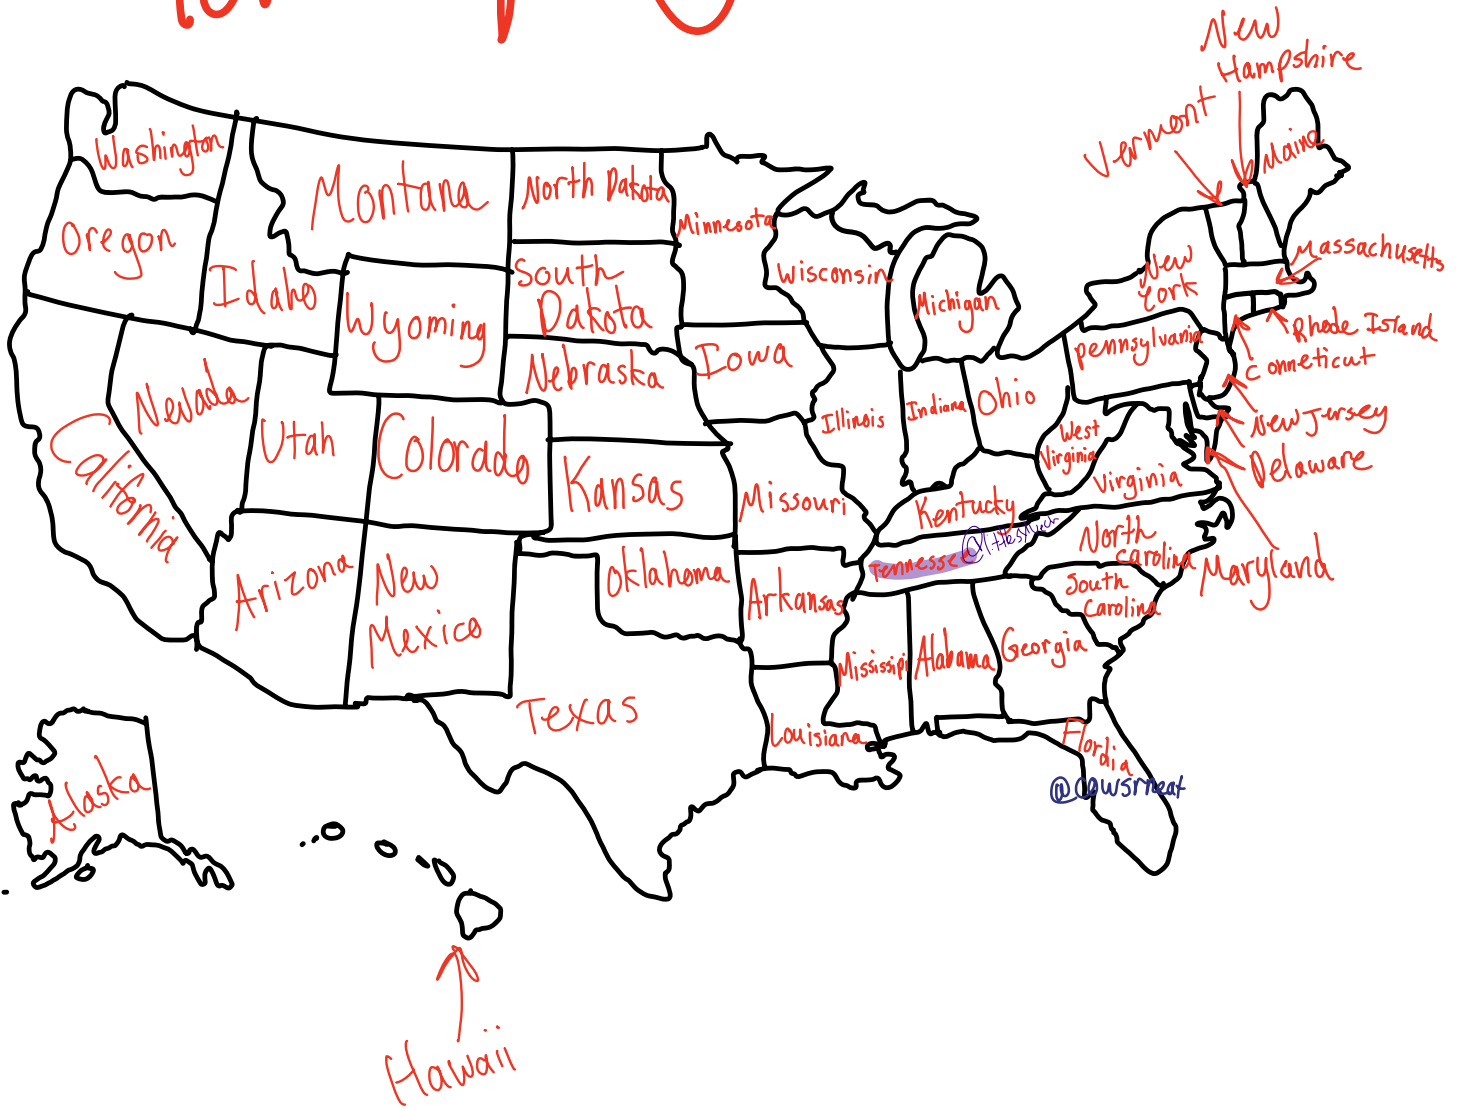 New
Hampshire
Vermont
Maine
Washington
Montana
North Dakota
Minnesota
Oregon
Idaho
South
Dakota
Wisconsin
Michigan
New
York
Massachusetts
Rhode Island
Conneticut
Wyoming
Pennsylvania
Nebraska
Iowa
Nevada
Utah
Colorado
California
Illinois
Indiana
Ohio
West
Virginia
Virginia
New Jersey
Delaware
Maryland
Kansas
Missouri
Kentucky
Tennessee
North
Carolina
South
Carolina
Arizona
New
Mexico
Oklahoma
Arkansas
Mississipi
Alabama
Georgia
Texas
Louisiana
Flordia
@cowsrneat
Alaska
Hawaii